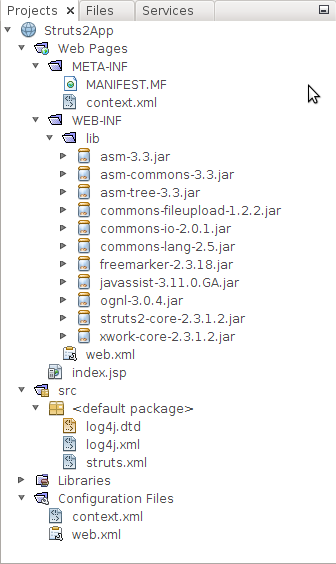 Projects Files Services
Struts2App
Web Pages
META-INF
MANIFEST.MF
context.xml
WEB-INF
lib
asm-3.3.jar
asm-commons-3.3.jar
asm-tree-3.3.jar
commons-fileupload-1.2.2.jar
commons-io-2.0.1.jar
commons-lang-2.5.jar
freemarker-2.3.18.jar
javassist-3.11.0.GA.jar
ognl-3.0.4.jar
struts2-core-2.3.1.2.jar
xwork-core-2.3.1.2.jar
web.xml
index.jsp
src
<default package>
log4j.dtd
log4j.xml
struts.xml
Libraries
Configuration Files
context.xml
web.xml